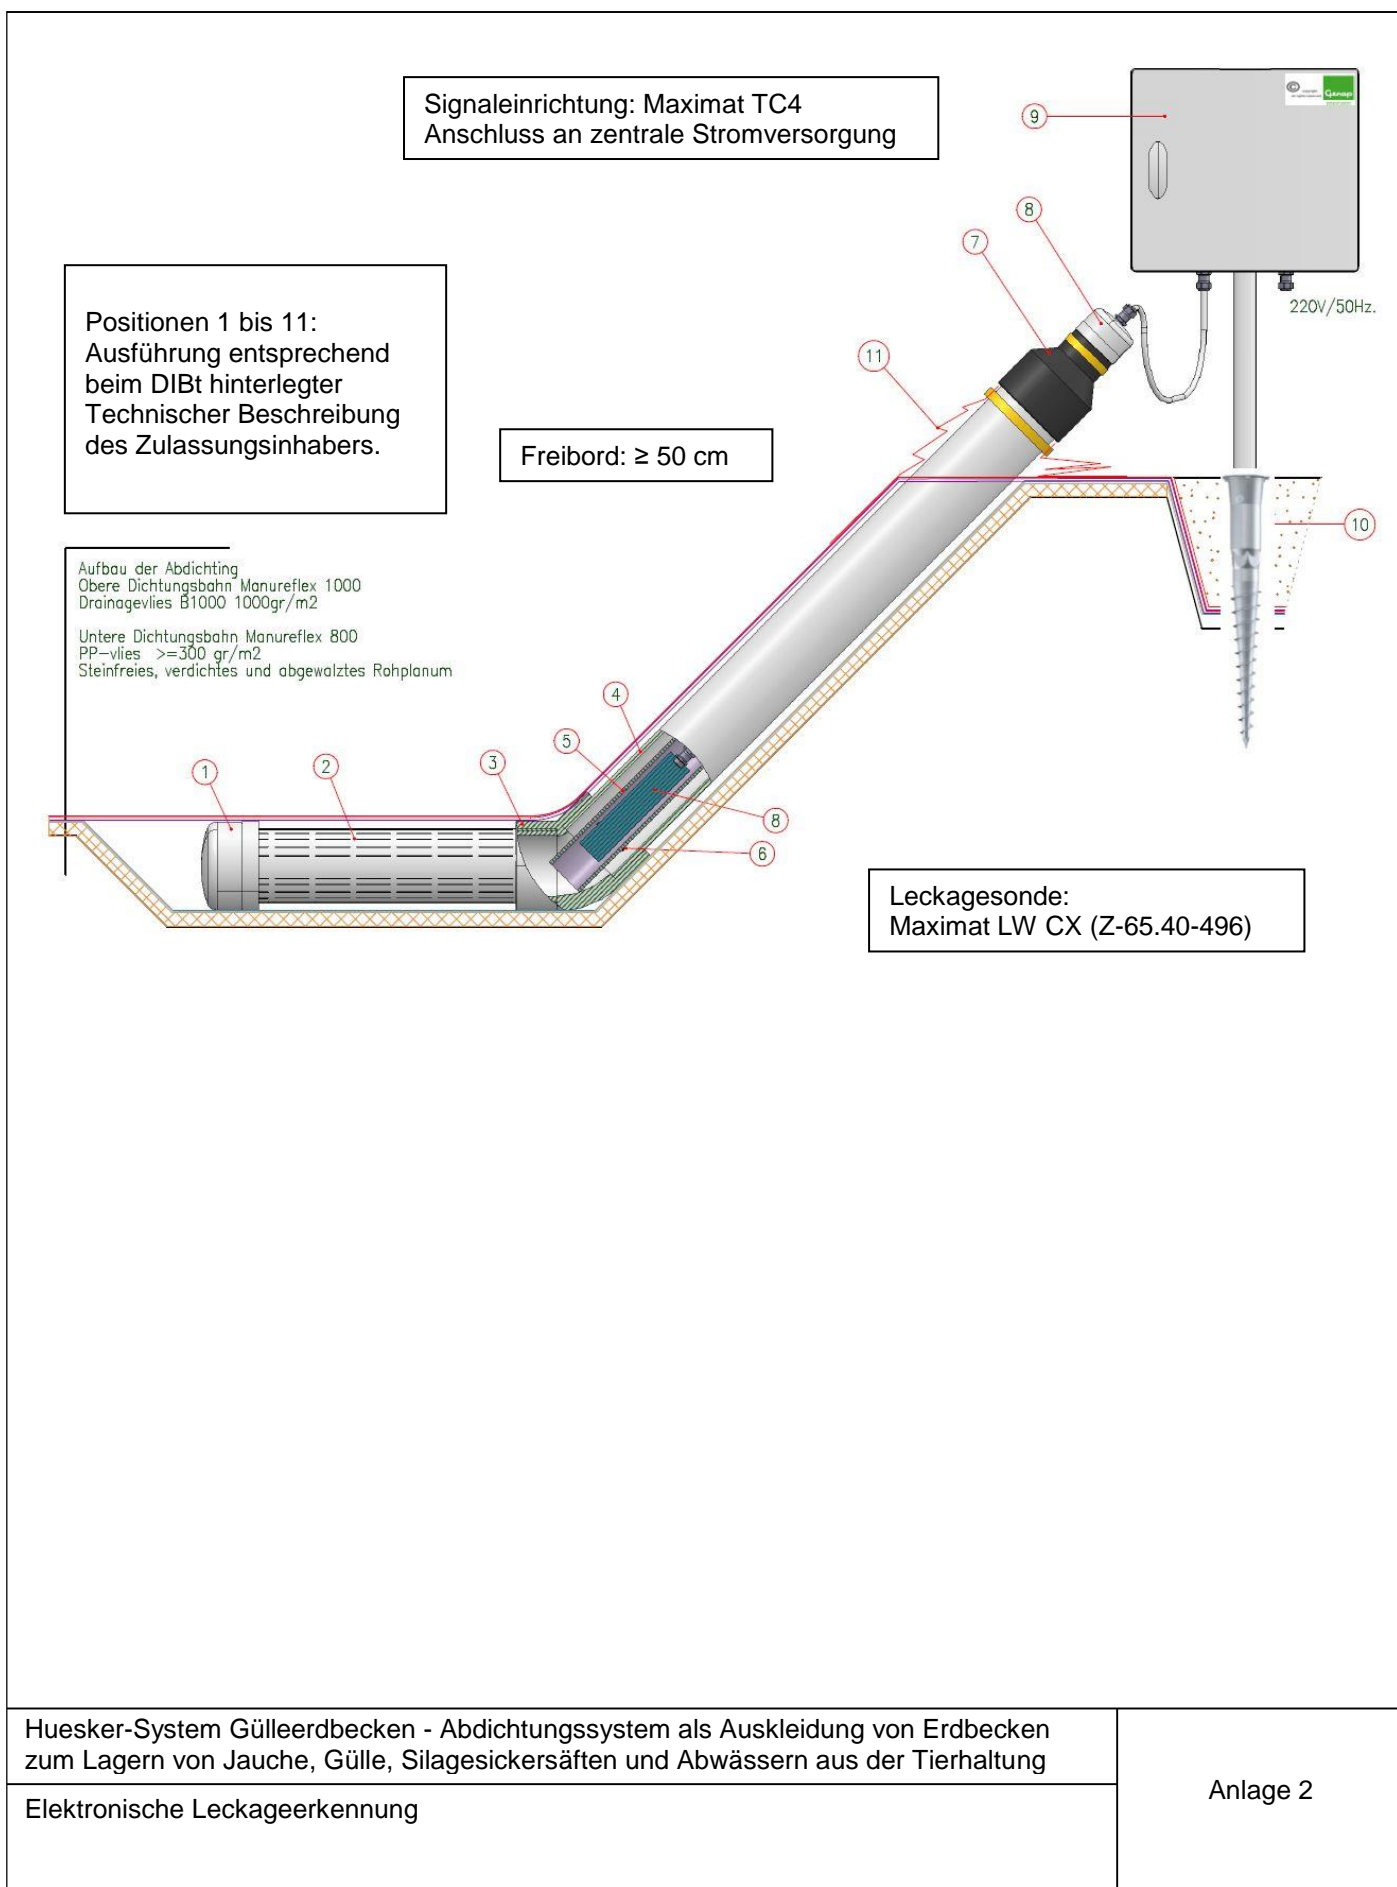 Signaleinrichtung: Maximat TC4
Anschluss an zentrale Stromversorgung
9
Genap
8
7
220V/50Hz.
Positionen 1 bis 11:
Ausführung entsprechend
beim DIBt hinterlegter
Technischer Beschreibung
des Zulassungsinhabers.
11
Freibord: ≥ 50 cm
10
Aufbau der Abdichting
Obere Dichtungsbahn Manureflex 1000
Drainagevlies B1000 1000gr/m2
Untere Dichtungsbahn Manureflex 800
PP-vlies >=300 gr/m2
Steinfreies, verdichtes und abgewalztes Rohplanum
4
5
3
2
1
8
6
Leckagesonde:
Maximat LW CX (Z-65.40-496)
Huesker-System Gülleerdbecken - Abdichtungssystem als Auskleidung von Erdbecken
zum Lagern von Jauche, Gülle, Silagesickersäften und Abwässern aus der Tierhaltung
Anlage 2
Elektronische Leckageerkennung